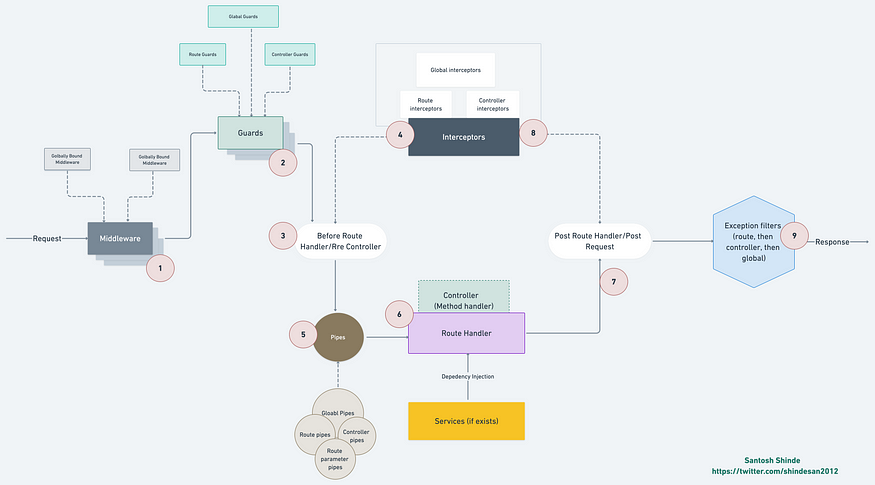 Global Guards
Route Guards
Controller Guards
Global interceptors
Route
interceptors
Controller
interceptors
Guards
2
4
Interceptors
8
Golbally Bound
Middleware
Golbally Bound
Middleware
Request
Middleware
1
3
Before Route
Handler/Rre Controller
Post Route Handler/Post
Request
Exception filters
(route, then
controller, then
global)
9
Response
7
Controller
(Method handler)
6
5
Pipes
Route Handler
Depedency Injection
Services (if exists)
Gloabl Pipes
Route pipes
Controller
pipes
Route
parameter
pipes
Santosh Shinde
https://twitter.com/shindesan2012